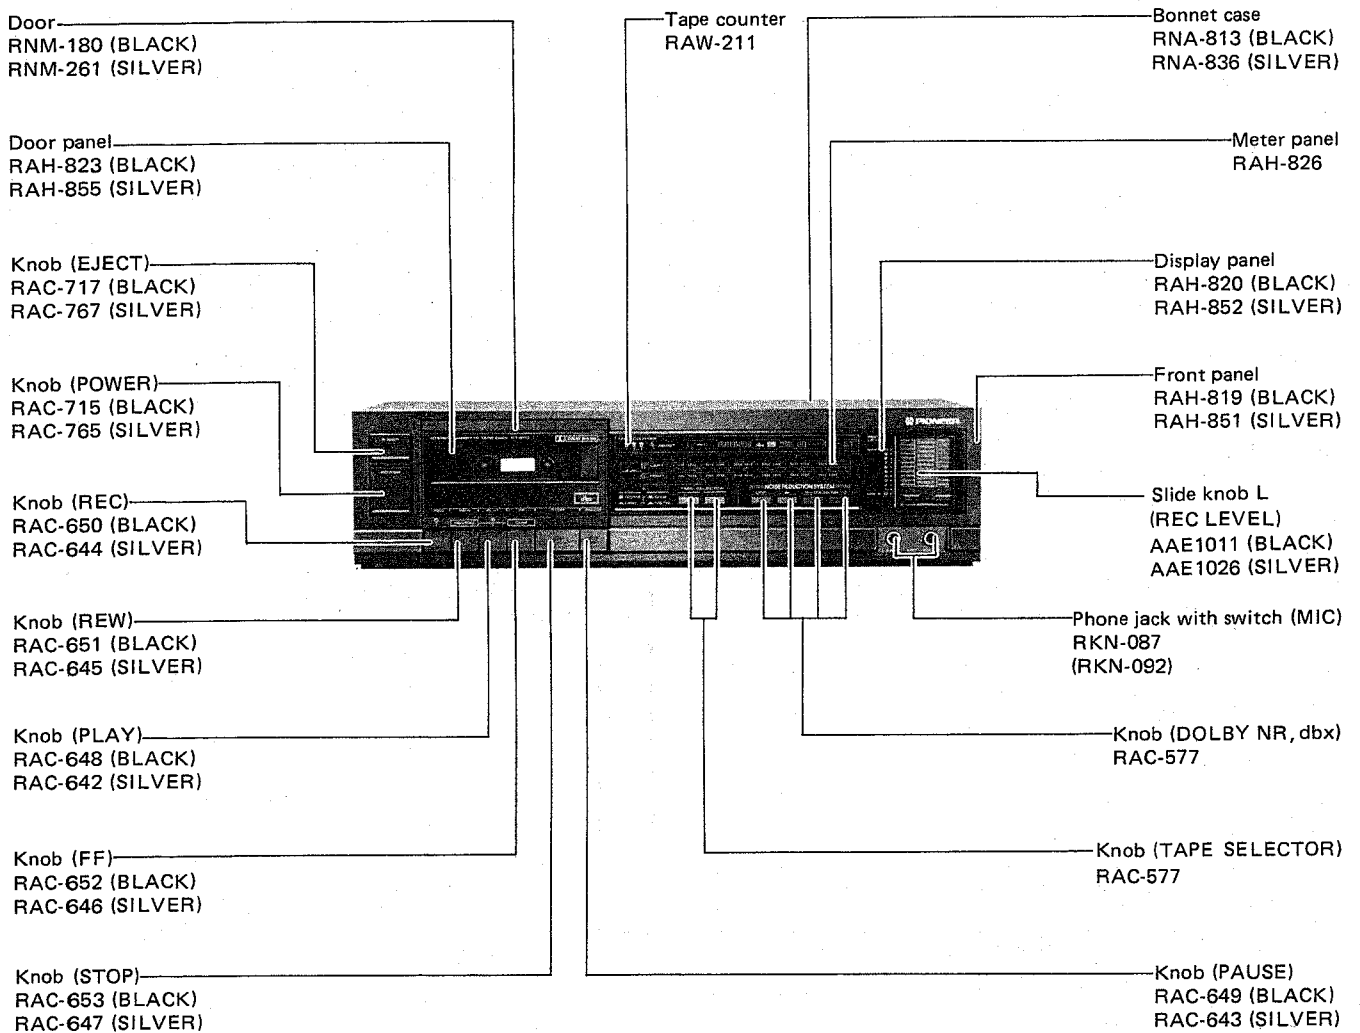 Door
RNM-180 (BLACK)
RNM-261 (SILVER)
Tape counter
RAW-211
Bonnet case
RNA-813 (BLACK)
RNA-836 (SILVER)
Door panel
RAH-823 (BLACK)
RAH-855 (SILVER)
Meter panel
RAH-826
Knob (EJECT)
RAC-717 (BLACK)
RAC-767 (SILVER)
Display panel
RAH-820 (BLACK)
RAH-852 (SILVER)
Knob (POWER)
RAC-715 (BLACK)
RAC-765 (SILVER)
Front panel
RAH-819 (BLACK)
RAH-851 (SILVER)
PIONEER
NOISE REDUCTION SYSTEM
Knob (REC)
RAC-650 (BLACK)
RAC-644 (SILVER)
Slide knob L
(REC LEVEL)
AAE1011 (BLACK)
AAE1026 (SILVER)
Knob (REW)
RAC-651 (BLACK)
RAC-645 (SILVER)
Phone jack with switch (MIC)
RKN-087
(RKN-092)
Knob (PLAY)
RAC-648 (BLACK)
RAC-642 (SILVER)
Knob (DOLBY NR, dbx)
RAC-577
Knob (FF)
RAC-652 (BLACK)
RAC-646 (SILVER)
Knob (TAPE SELECTOR)
RAC-577
Knob (STOP)
RAC-653 (BLACK)
RAC-647 (SILVER)
Knob (PAUSE)
RAC-649 (BLACK)
RAC-643 (SILVER)